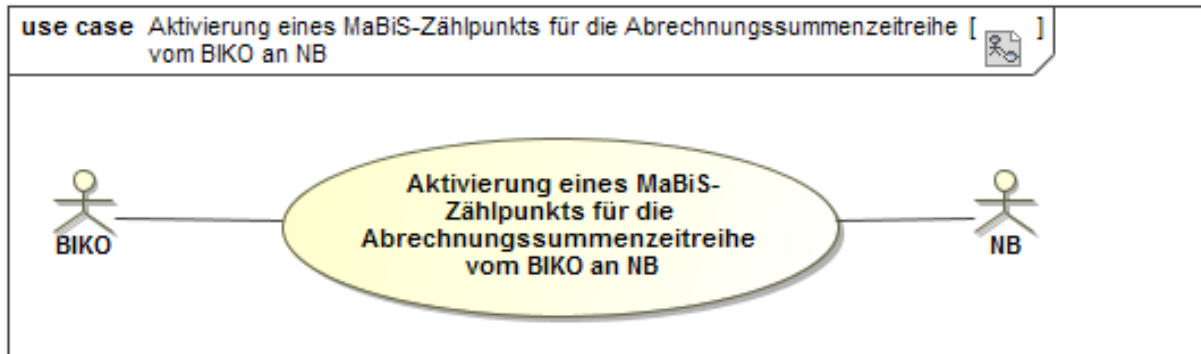 use case Aktivierung eines MaBiS-Zählpunkts für die Abrechnungssummenzeitreihe [ ]
vom BIKO an NB
Aktivierung eines MaBiS-
Zählpunkts für die
Abrechnungssummenzeitreihe
vom BIKO an NB
BIKO
NB